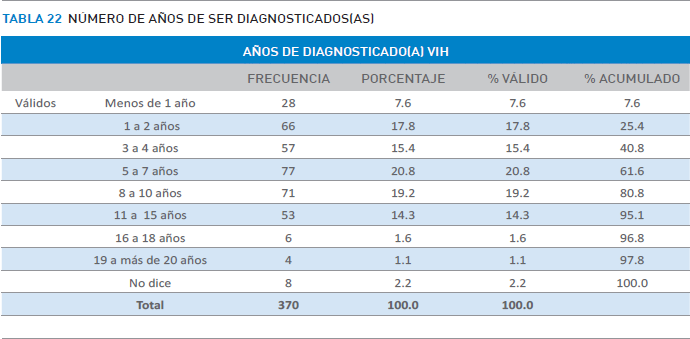 TABLA 22 NÚMERO DE AÑOS DE SER DIAGNOSTICADOS(AS)
AÑOS DE DIAGNOSTICADO(A) VIH
FRECUENCIA PORCENTAJE % VÁLIDO % ACUMULADO
Válidos Menos de 1 año 28 7.6 7.6 7.6
1 a 2 años 66 17.8 17.8 25.4
3 a 4 años 57 15.4 15.4 40.8
5 a 7 años 77 20.8 20.8 61.6
8 a 10 años 71 19.2 19.2 80.8
11 a 15 años 53 14.3 14.3 95.1
16 a 18 años 6 1.6 1.6 96.8
19 a más de 20 años 4 1.1 1.1 97.8
No dice 8 2.2 2.2 100.0
Total 370 100.0 100.0